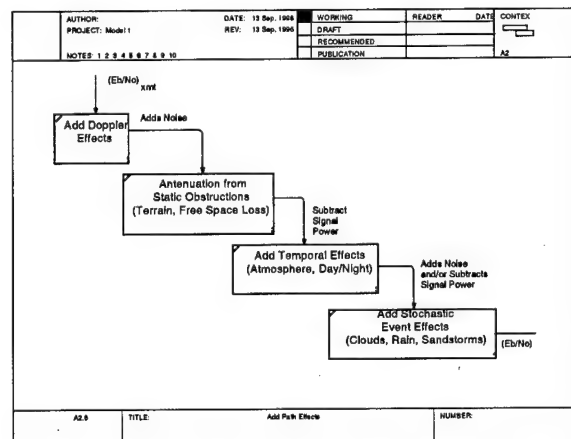 AUTHOR: DATE: 13 Sep. 1998 WORKING READER DATE CONTEX
PROJECT: Model 1 REV: 13 Sep. 1996 DRAFT
RECOMMENDED
NOTES: 1 2 3 4 5 6 7 8 9 10 PUBLICATION A2
(Eb/No) xmt
Add Doppler
Effects
Adds Noise
Antenuation from
Static Obstructions
(Terrain, Free Space Loss)
Subtract
Signal
Power
Add Temporal Effects
(Atmosphere, Day/Night)
Adds Noise
and/or Subtracts
Signal Power
Add Stochastic
Event Effects
(Clouds, Rain, Sandstorms)
(Eb/No)
TITLE: Add Path Effects NUMBER: